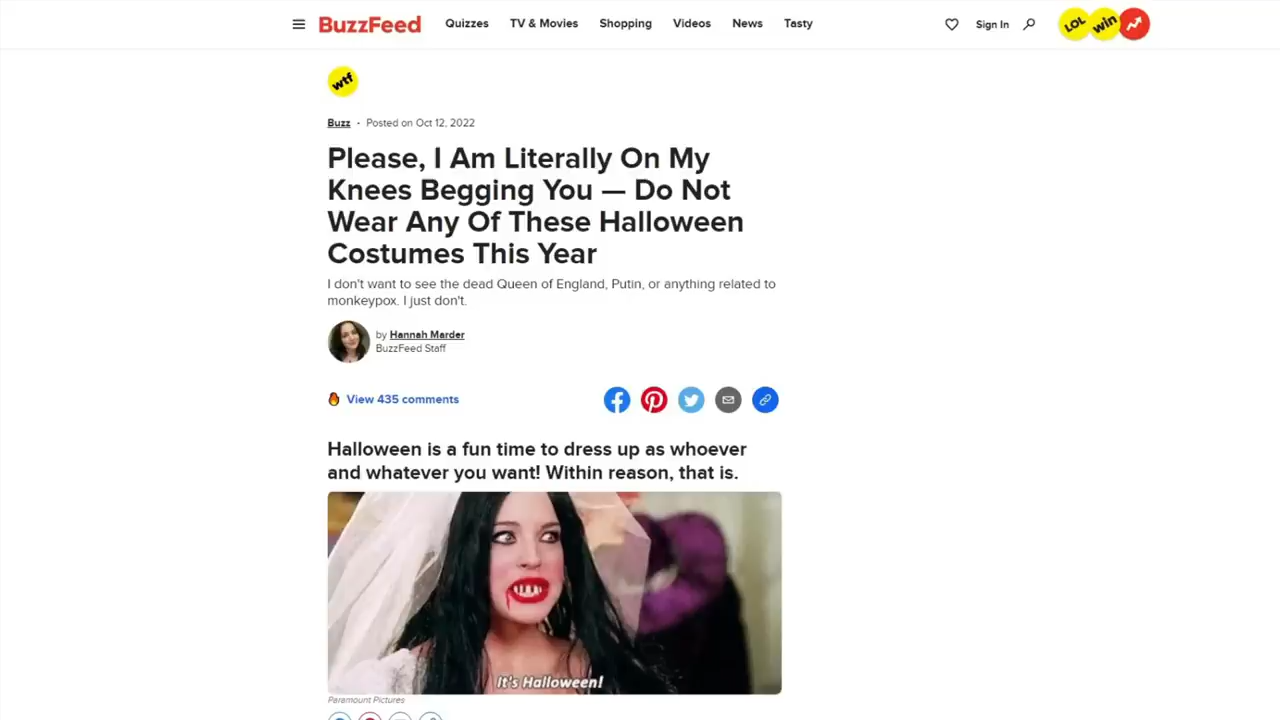 BuzzFeed Quizzes TV & Movies Shopping Videos News Tasty Sign In LOL win
wtf
Buzz · Posted on Oct 12, 2022
Please, I Am Literally On My
Knees Begging You — Do Not
Wear Any Of These Halloween
Costumes This Year
I don't want to see the dead Queen of England, Putin, or anything related to
monkeypox. I just don't.
by Hannah Marder
BuzzFeed Staff
View 435 comments
Halloween is a fun time to dress up as whoever
and whatever you want! Within reason, that is.
It's Halloween!
Paramount Pictures